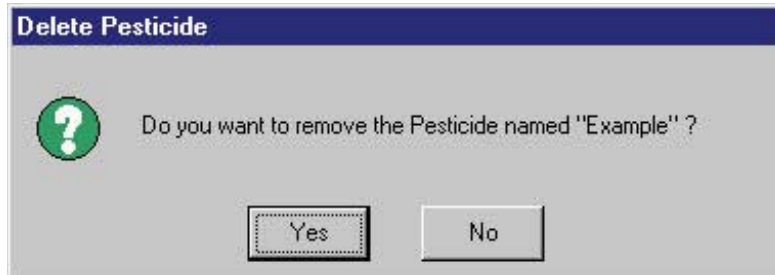 Delete Pesticide
Do you want to remove the Pesticide named "Example" ?
Yes
No